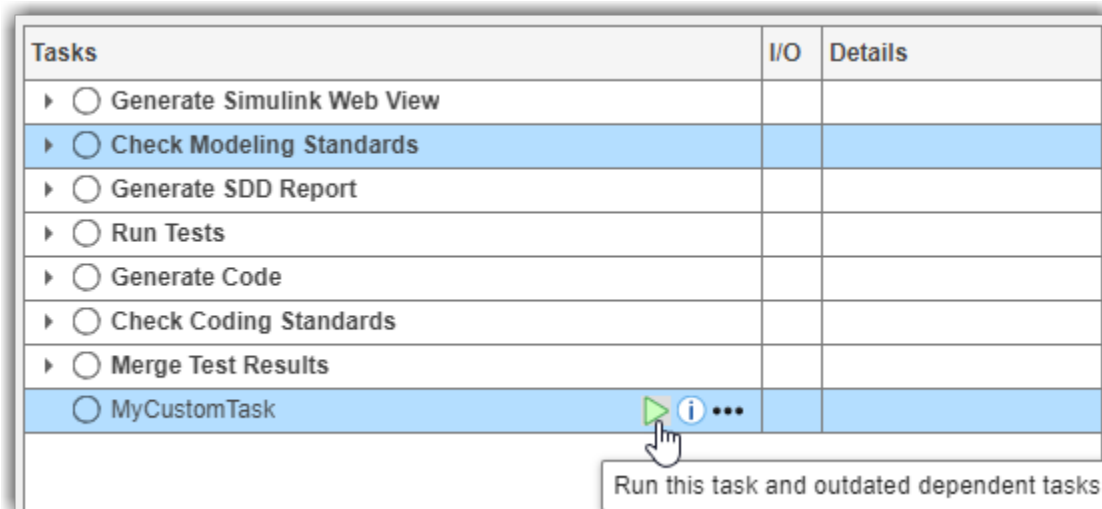 Tasks I/O Details
Generate Simulink Web View
Check Modeling Standards
Generate SDD Report
Run Tests
Generate Code
Check Coding Standards
Merge Test Results
MyCustomTask
Run this task and outdated dependent tasks